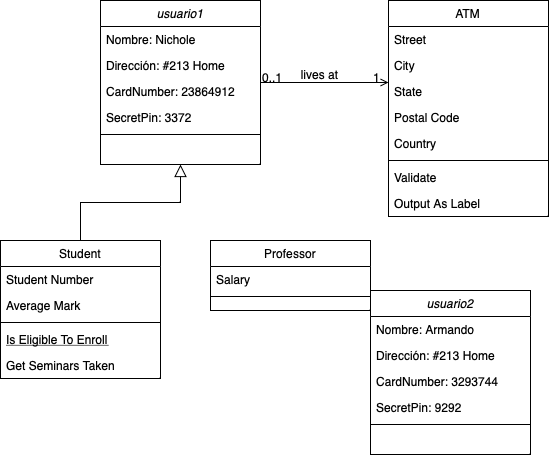 usuario1
Nombre: Nichole
Dirección: #213 Home
CardNumber: 23864912
SecretPin: 3372
0..1
lives at
1
ATM
Street
City
State
Postal Code
Country
Validate
Output As Label
Student
Student Number
Average Mark
Is Eligible To Enroll
Get Seminars Taken
Professor
Salary
usuario2
Nombre: Armando
Dirección: #213 Home
CardNumber: 3293744
SecretPin: 9292